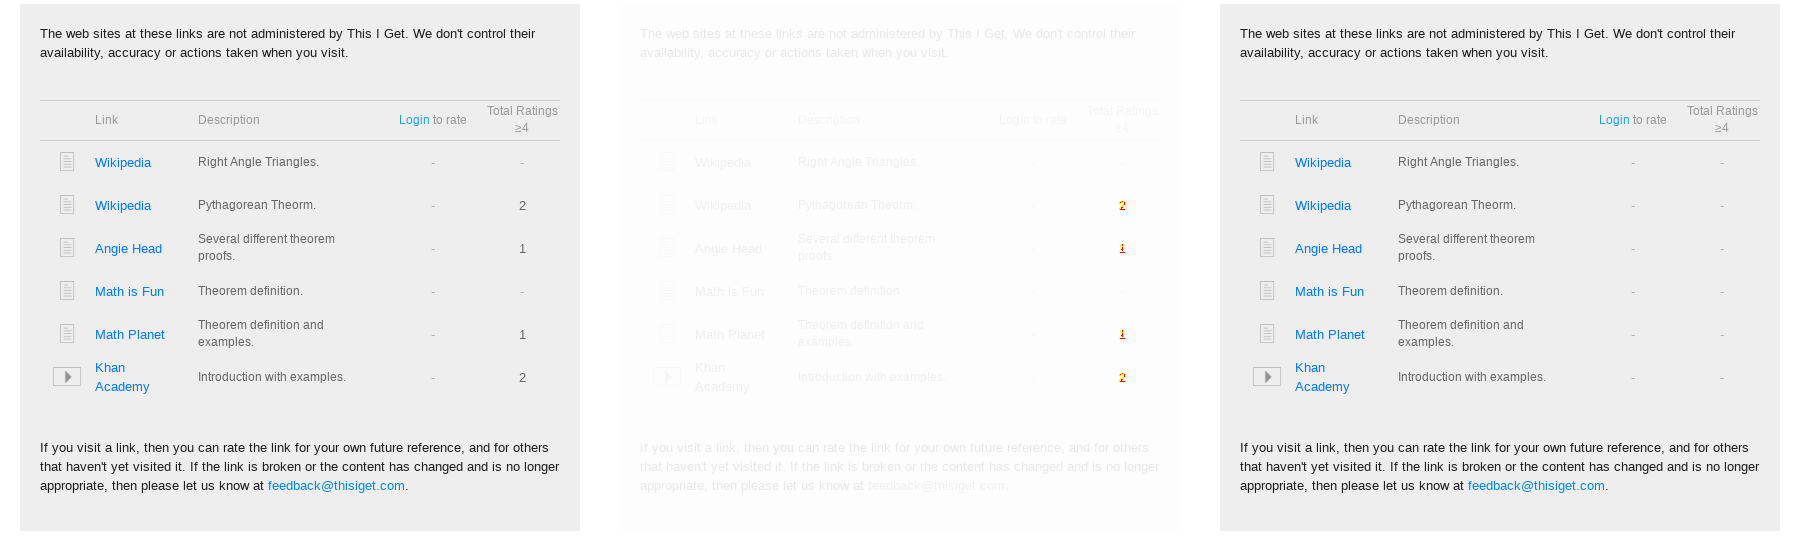 The web sites at these links are not administered by This I Get. We don't control their
availability, accuracy or actions taken when you visit.
Link Description Login to rate Total Ratings
≥4
Wikipedia Right Angle Triangles. - -
Wikipedia Pythagorean Theorm. - 2
Angie Head Several different theorem
proofs. - 1
Math is Fun Theorem definition. - -
Math Planet Theorem definition and
examples. - 1
Khan
Academy Introduction with examples. - 2
If you visit a link, then you can rate the link for your own future reference, and for others
that haven't yet visited it. If the link is broken or the content has changed and is no longer
appropriate, then please let us know at feedback@thisiget.com.
The web sites at these links are not administered by This I Get. We don't control their
availability, accuracy or actions taken when you visit.
Link Description Login to rate Total Ratings
≥4
Wikipedia Right Angle Triangles.
Wikipedia Pythagorean Theorm. 2
Angie Head Several different theorem
proofs. 1
Math is Fun Theorem definition.
Math Planet Theorem definition and
examples. 1
Khan
Academy Introduction with examples. 2
If you visit a link, then you can rate the link for your own future reference, and for others
that haven't yet visited it. If the link is broken or the content has changed and is no longer
appropriate, then please let us know at feedback@thisiget.com.
The web sites at these links are not administered by This I Get. We don't control their
availability, accuracy or actions taken when you visit.
Link Description Login to rate Total Ratings
≥4
Wikipedia Right Angle Triangles. - -
Wikipedia Pythagorean Theorm. - -
Angie Head Several different theorem
proofs. - -
Math is Fun Theorem definition. - -
Math Planet Theorem definition and
examples. - -
Khan
Academy Introduction with examples. - -
If you visit a link, then you can rate the link for your own future reference, and for others
that haven't yet visited it. If the link is broken or the content has changed and is no longer
appropriate, then please let us know at feedback@thisiget.com.